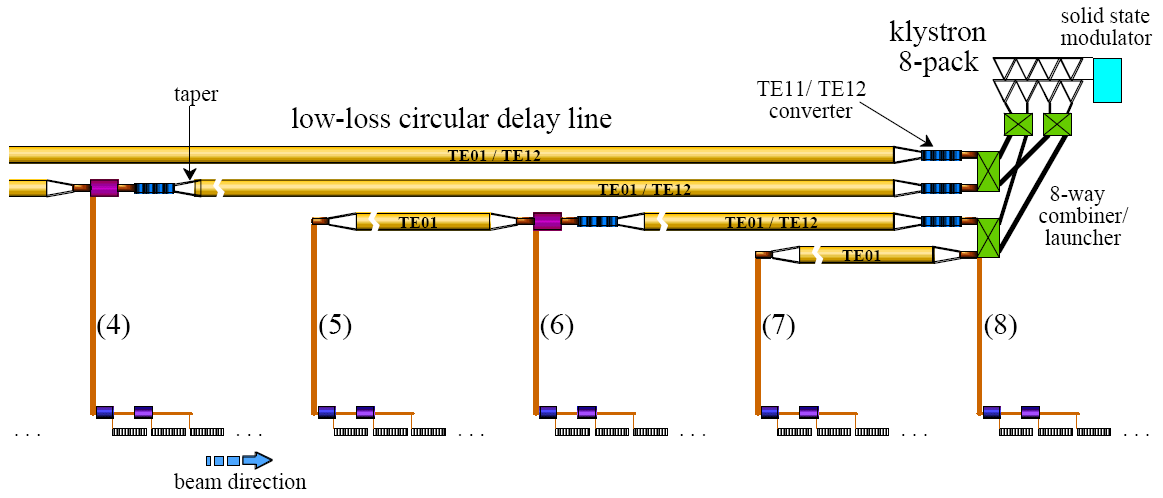 solid state
modulator
klystron
8-pack
TE11/ TE12
converter
taper
low-loss circular delay line
TE01 / TE12
TE01 / TE12
8-way
combiner/
launcher
TE01
TE01 / TE12
TE01
(4)
(5)
(6)
(7)
(8)
. . .
. . .
. . .
. . .
. . .
. . .
beam direction